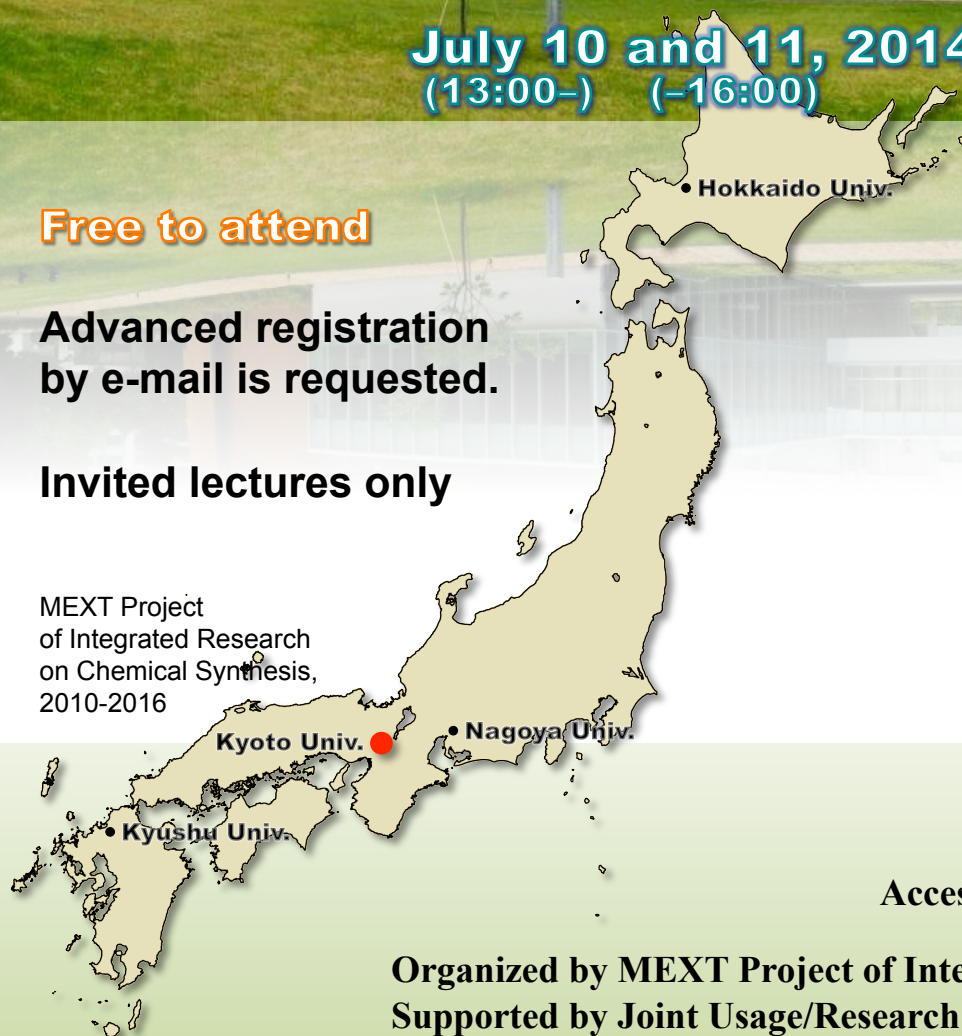 July 10 and 11, 2014
(13:00–) (–16:00)
Hokkaido Univ.
Free to attend
Advanced registration
by e-mail is requested.
Invited lectures only
MEXT Project
of Integrated Research
on Chemical Synthesis,
2010-2016
Nagoya Univ.
Kyoto Univ.
Kyushu Univ.
Acces
Organized by MEXT Project of Inte
Supported by Joint Usage/Research